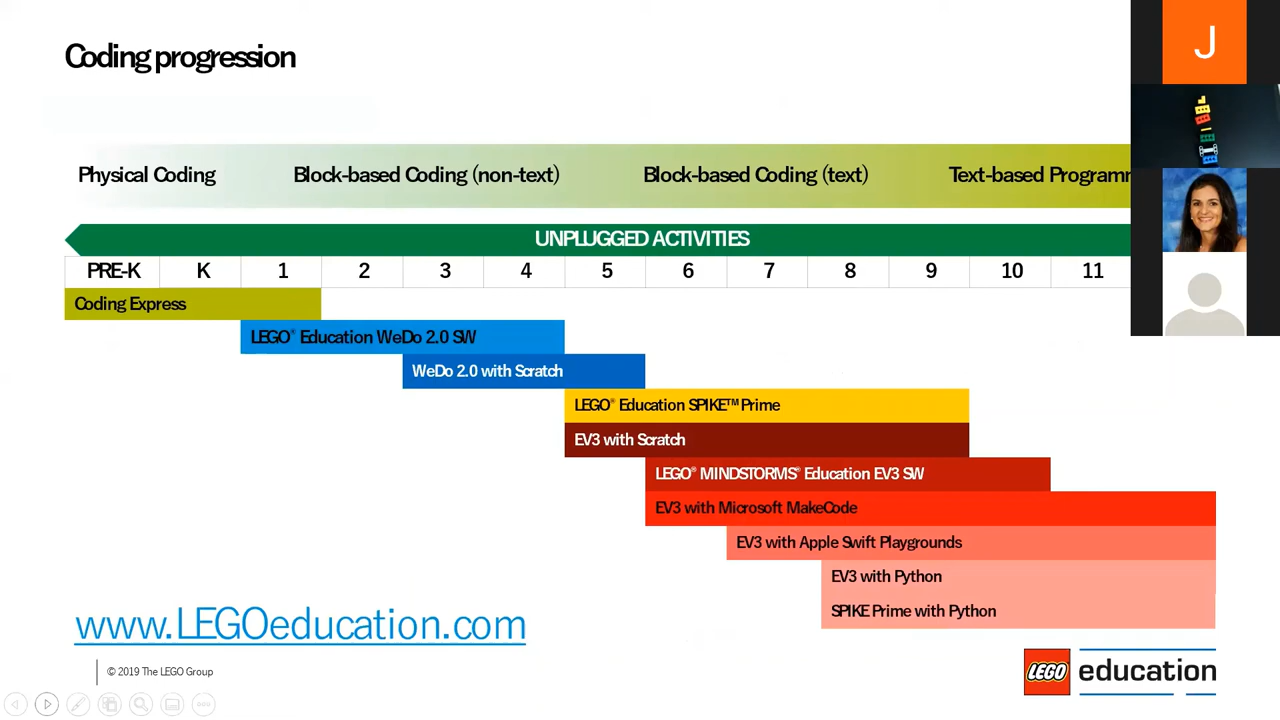 Coding progression
J
Physical Coding
Block-based Coding (non-text)
Block-based Coding (text)
Text-based
UNPLUGGED ACTIVITIES
PRE-K K 1 2 3 4 5 6 7 8 9 10 11
Coding Express
LEGO® Education WeDo 2.0 SW
WeDo 2.0 with Scratch
LEGO® Education SPIKE™ Prime
EV3 with Scratch
LEGO® MINDSTORMS® Education EV3 SW
EV3 with Microsoft MakeCode
EV3 with Apple Swift Playgrounds
EV3 with Python
SPIKE Prime with Python
www.LEGOeducation.com
© 2019 The LEGO Group
LEGO education